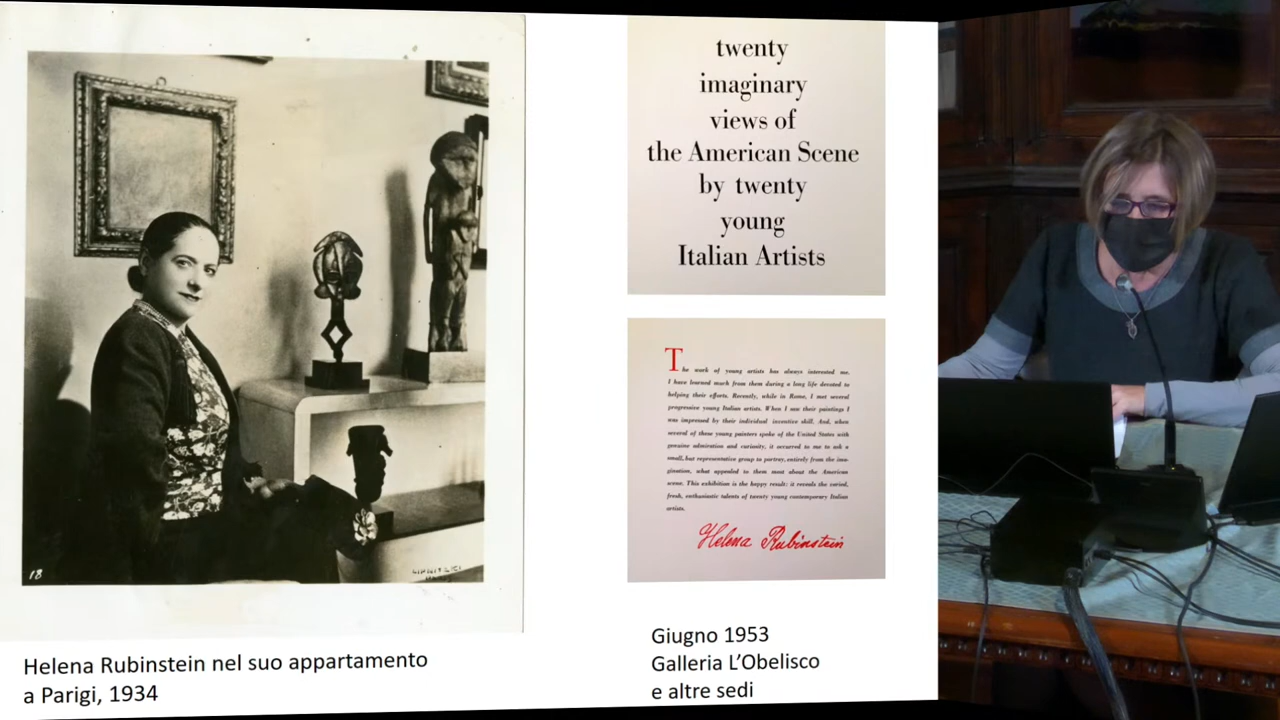 18
Helena Rubinstein nel suo appartamento
a Parigi, 1934
twenty
imaginary
views of
the American Scene
by twenty
young
Italian Artists
The work of young artists has always interested me.
I have learned much from them during a long life devoted to
helping their efforts. Recently, while in Rome, I met several
progressive young Italian artists. When I saw their paintings I
was impressed by their individual inventive skill. And, when
several of these young painters spoke of the United States with
genuine admiration and curiosity, it occurred to me to ask a
small, but representative group to portray, entirely from the ima-
gination, what appealed to them most about the American
scene. This exhibition is the happy result: it reveals the varied,
fresh, enthusiastic talents of twenty young contemporary Italian
artists.
Helena Rubinstein
Giugno 1953
Galleria L'Obelisco
e altre sedi